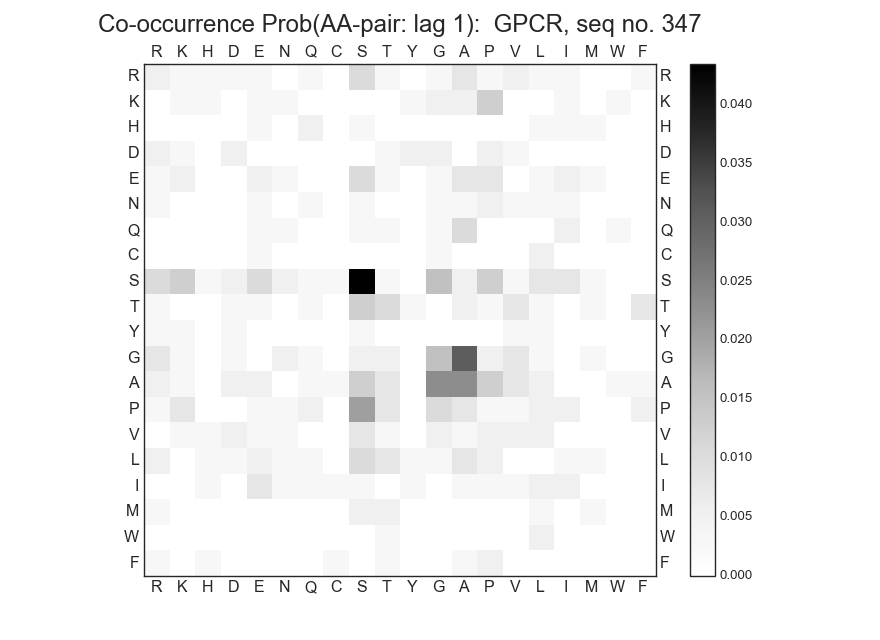 Co-occurrence Prob(AA-pair: lag 1):  GPCR, seq no. 347
R K H D E N Q C S T Y G A P V L I M W F
R R
K K
H H
D D
E E
N N
Q Q
C C
S S
T T
Y Y
G G
A A
P P
V V
L L
I I
M M
W W
F F
R K H D E N Q C S T Y G A P V L I M W F
0.040
0.035
0.030
0.025
0.020
0.015
0.010
0.005
0.000